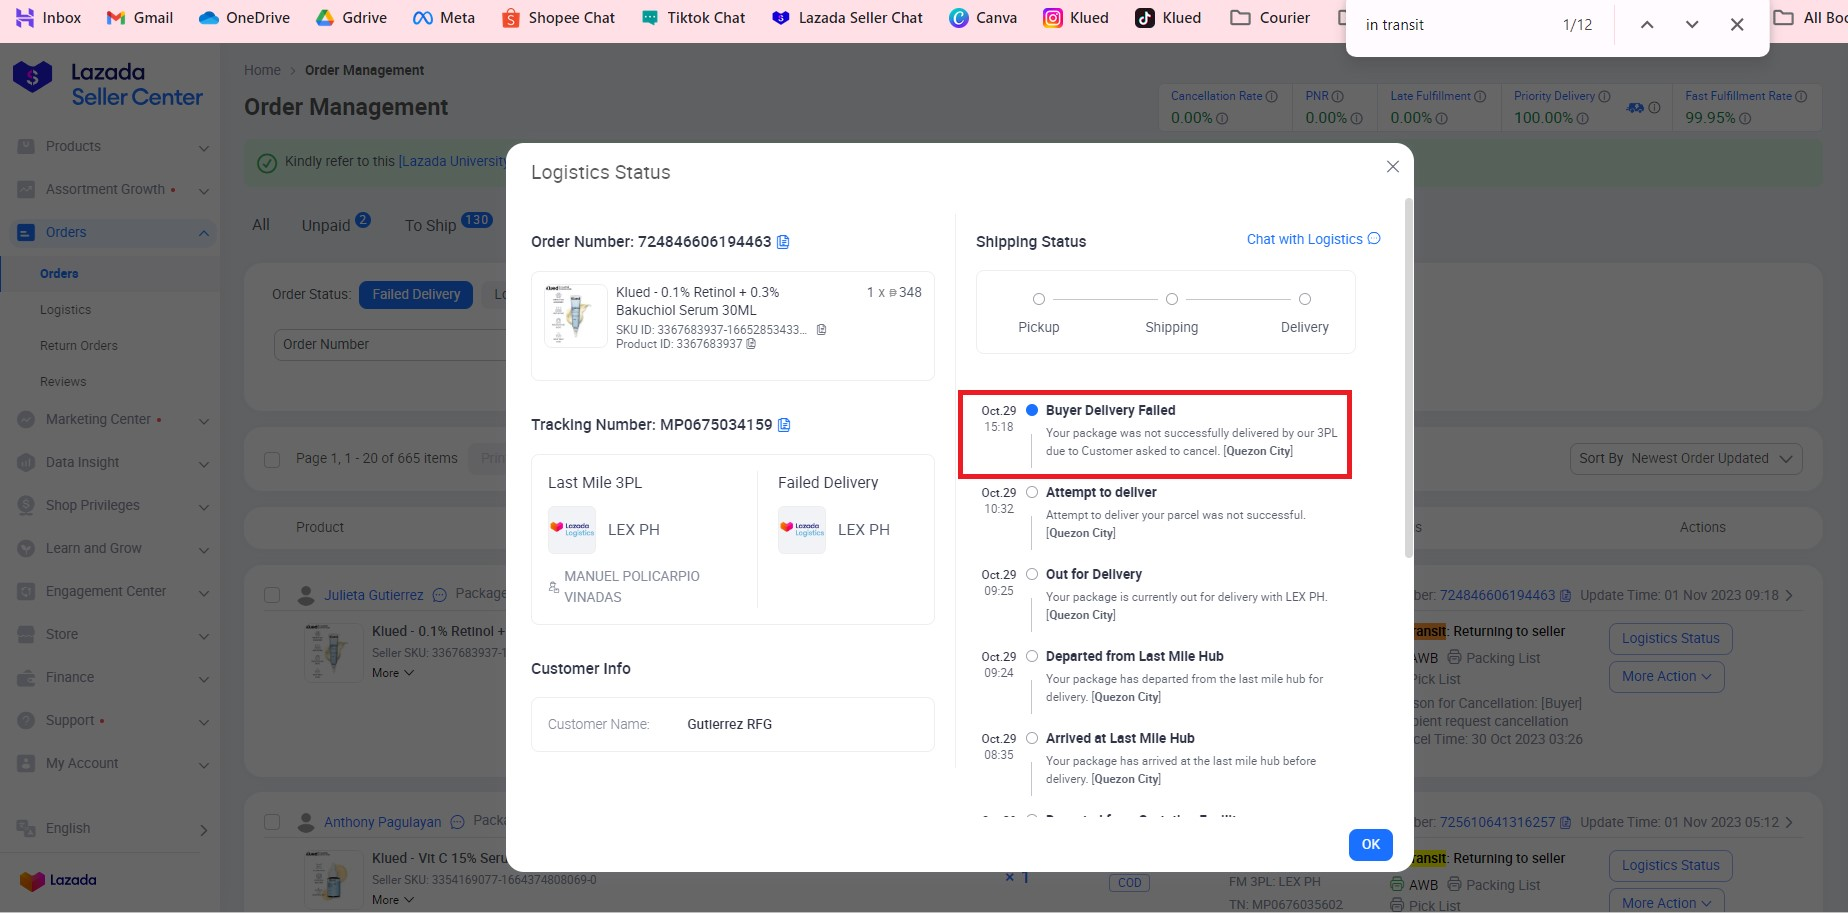 Inbox
Gmail
OneDrive
Gdrive
Meta
Shopee Chat
Tiktok Chat
Lazada Seller Chat
Canva
Klued
Klued
Courier
in transit
1/12
All Boo
Lazada
Seller Center
Home > Order Management
Order Management
Cancellation Rate
0.00%
PNR
0.00%
Late Fulfillment
0.00%
Priority Delivery
100.00%
Fast Fulfillment Rate
99.95%
Products
Assortment Growth
Orders
Orders
Logistics
Return Orders
Reviews
Marketing Center
Data Insight
Shop Privileges
Learn and Grow
Engagement Center
Store
Finance
Support
My Account
English
Lazada
Kindly refer to this [Lazada University
All
Unpaid 2
To Ship 130
Order Status: Failed Delivery
Order Number
Page 1, 1 - 20 of 665 items
Sort By Newest Order Updated
Product
Actions
Logistics Status
Order Number: 724846606194463
Klued - 0.1% Retinol + 0.3%
Bakuchiol Serum 30ML
1 x ₱348
SKU ID: 3367683937-16652853433...
Product ID: 3367683937
Tracking Number: MP0675034159
Last Mile 3PL
LEX PH
MANUEL POLICARPIO
VINADAS
Failed Delivery
LEX PH
Customer Info
Customer Name: Gutierrez RFG
Shipping Status
Chat with Logistics
Pickup
Shipping
Delivery
Oct.29 Buyer Delivery Failed
15:18
Your package was not successfully delivered by our 3PL
due to Customer asked to cancel. [Quezon City]
Oct.29 Attempt to deliver
10:32
Attempt to deliver your parcel was not successful.
[Quezon City]
Oct.29 Out for Delivery
09:25
Your package is currently out for delivery with LEX PH.
[Quezon City]
Oct.29 Departed from Last Mile Hub
09:24
Your package has departed from the last mile hub for
delivery. [Quezon City]
Oct.29 Arrived at Last Mile Hub
08:35
Your package has arrived at the last mile hub before
delivery. [Quezon City]
OK
Julieta Gutierrez Package
ber: 724846606194463 Update Time: 01 Nov 2023 09:18 >
Klued - 0.1% Retinol +
Seller SKU: 3367683937-1
More
ransit: Returning to seller
AWB Packing List
Pick List
son for Cancellation: [Buyer]
pient request cancellation
cel Time: 30 Oct 2023 03:26
Logistics Status
More Action
Anthony Pagulayan Packa
ber: 725610641316257 Update Time: 01 Nov 2023 05:12 >
Klued - Vit C 15% Seru
Seller SKU: 3354169077-1664374808069-0
More
× 1
COD
FM 3PL: LEX PH
TN: MP0676035602
ransit: Returning to seller
AWB Packing List
Pick List
Logistics Status
More Action